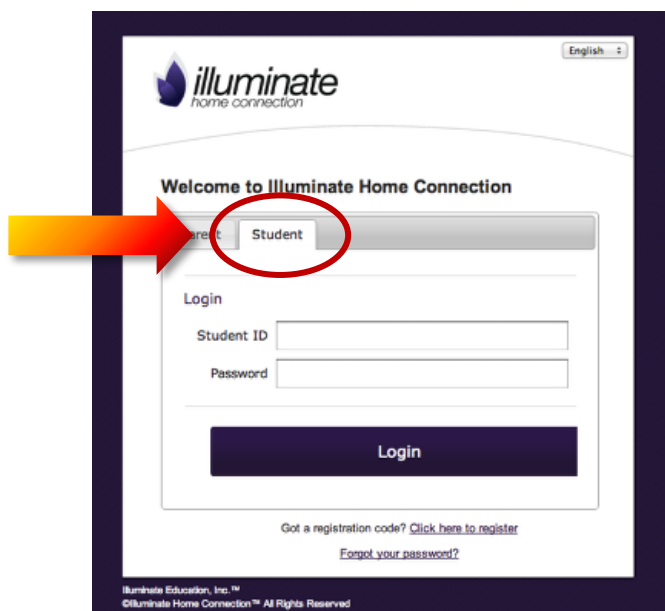 English
illuminate
home connection
Welcome to Illuminate Home Connection
arent Student
Login
Student ID
Password
Login
Got a registration code? Click here to register
Forgot your password?
Illuminate Education, Inc.™
©Illuminate Home Connection™ All Rights Reserved